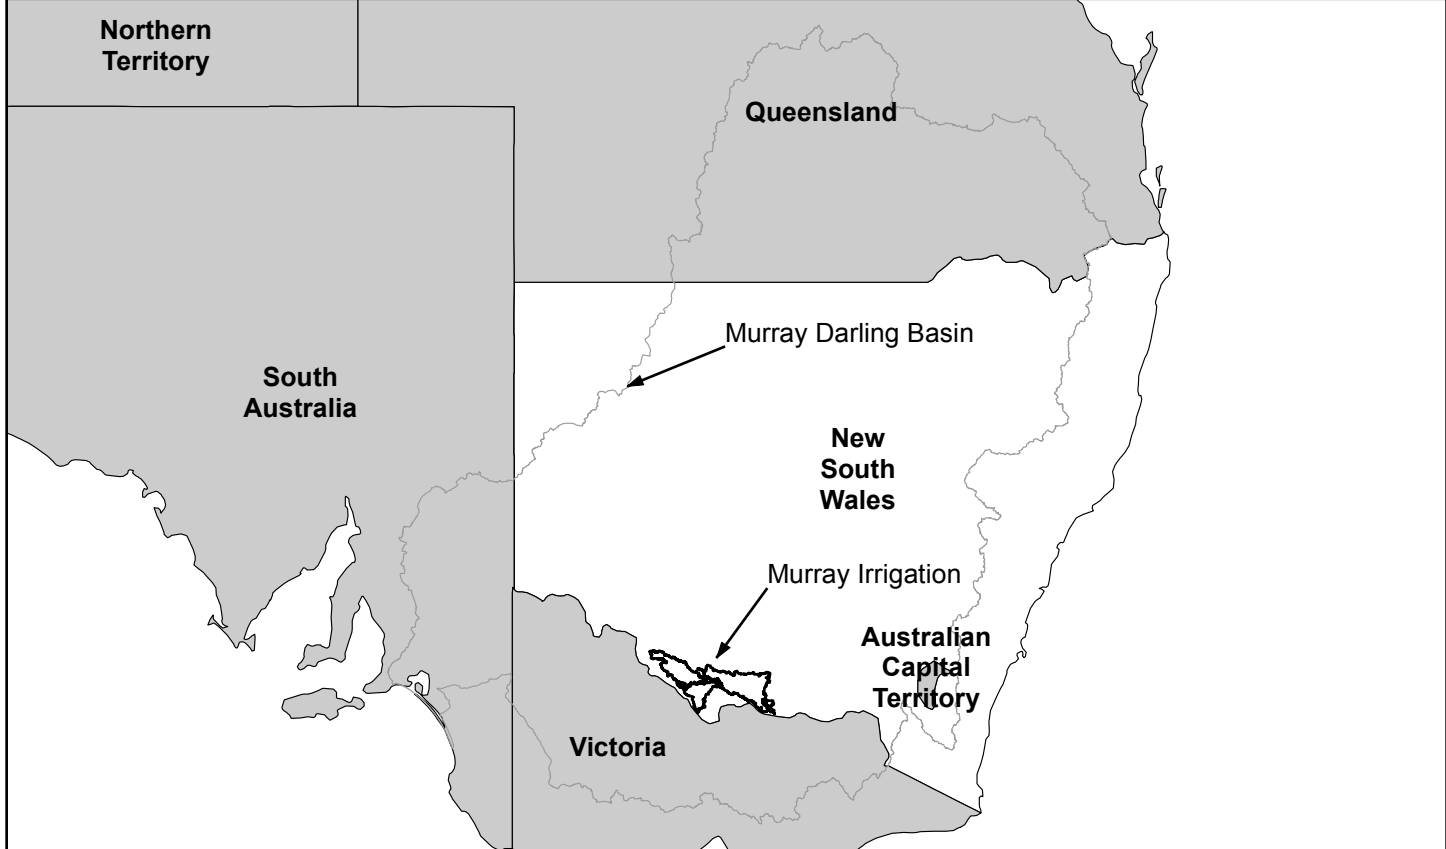 Northern
Territory
Queensland
Murray Darling Basin
South
Australia
New
South
Wales
Murray Irrigation
Australian
Capital
Territory
Victoria